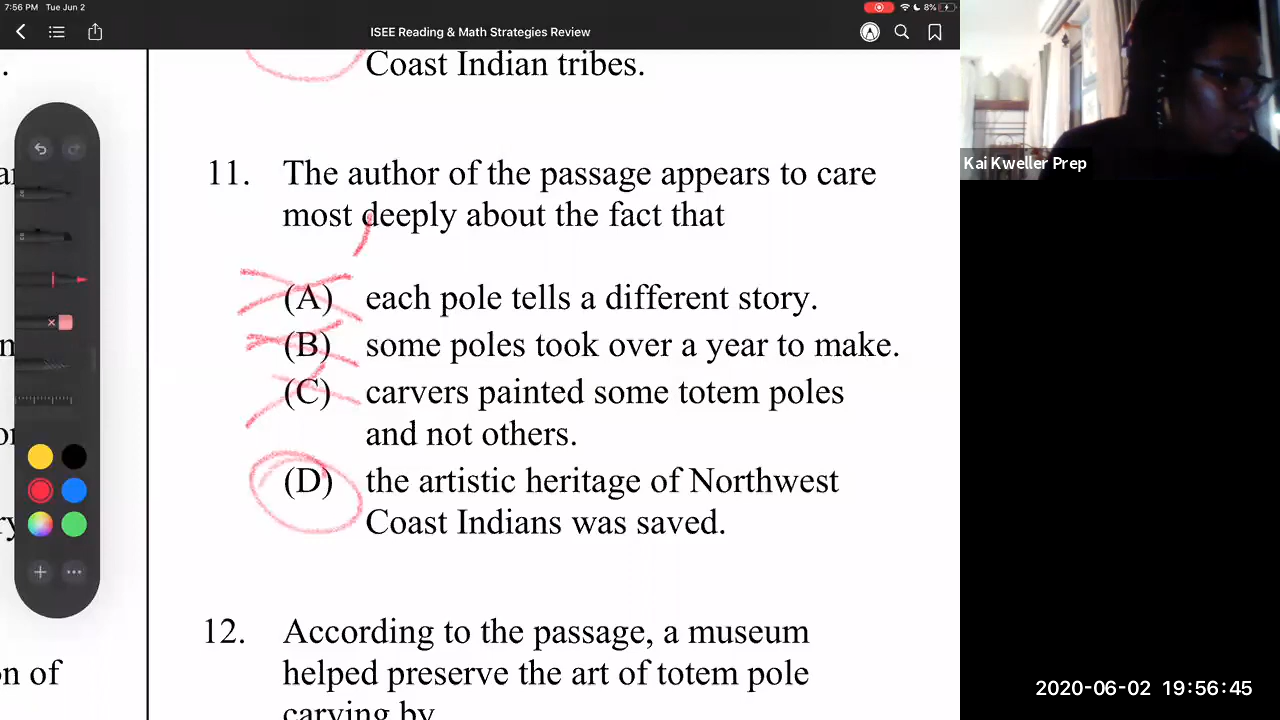 7:56 PM Tue Jun 2
8%
ISEE Reading & Math Strategies Review
Coast Indian tribes.
11. The author of the passage appears to care
most deeply about the fact that
(A) each pole tells a different story.
(B) some poles took over a year to make.
(C) carvers painted some totem poles
and not others.
(D) the artistic heritage of Northwest
Coast Indians was saved.
12. According to the passage, a museum
helped preserve the art of totem pole
carving by
on of
Kai Kweller Prep
2020-06-02 19:56:45